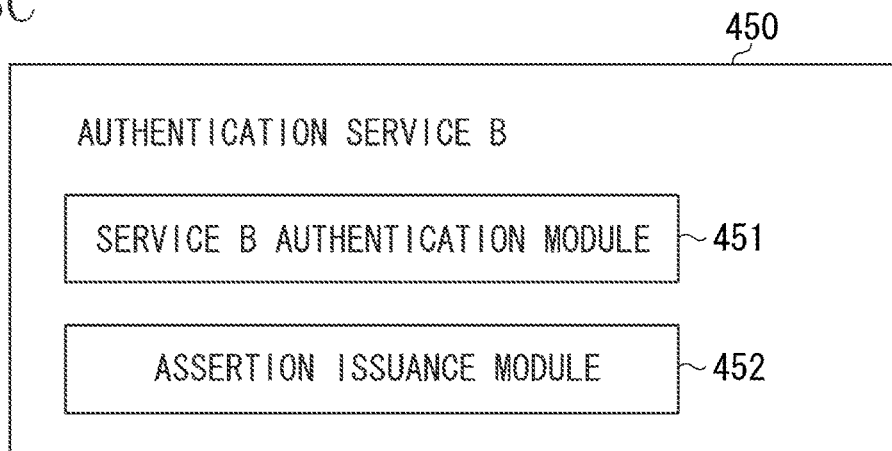 450
AUTHENTICATION SERVICE B
SERVICE B AUTHENTICATION MODULE 451
ASSERTION ISSUANCE MODULE 452